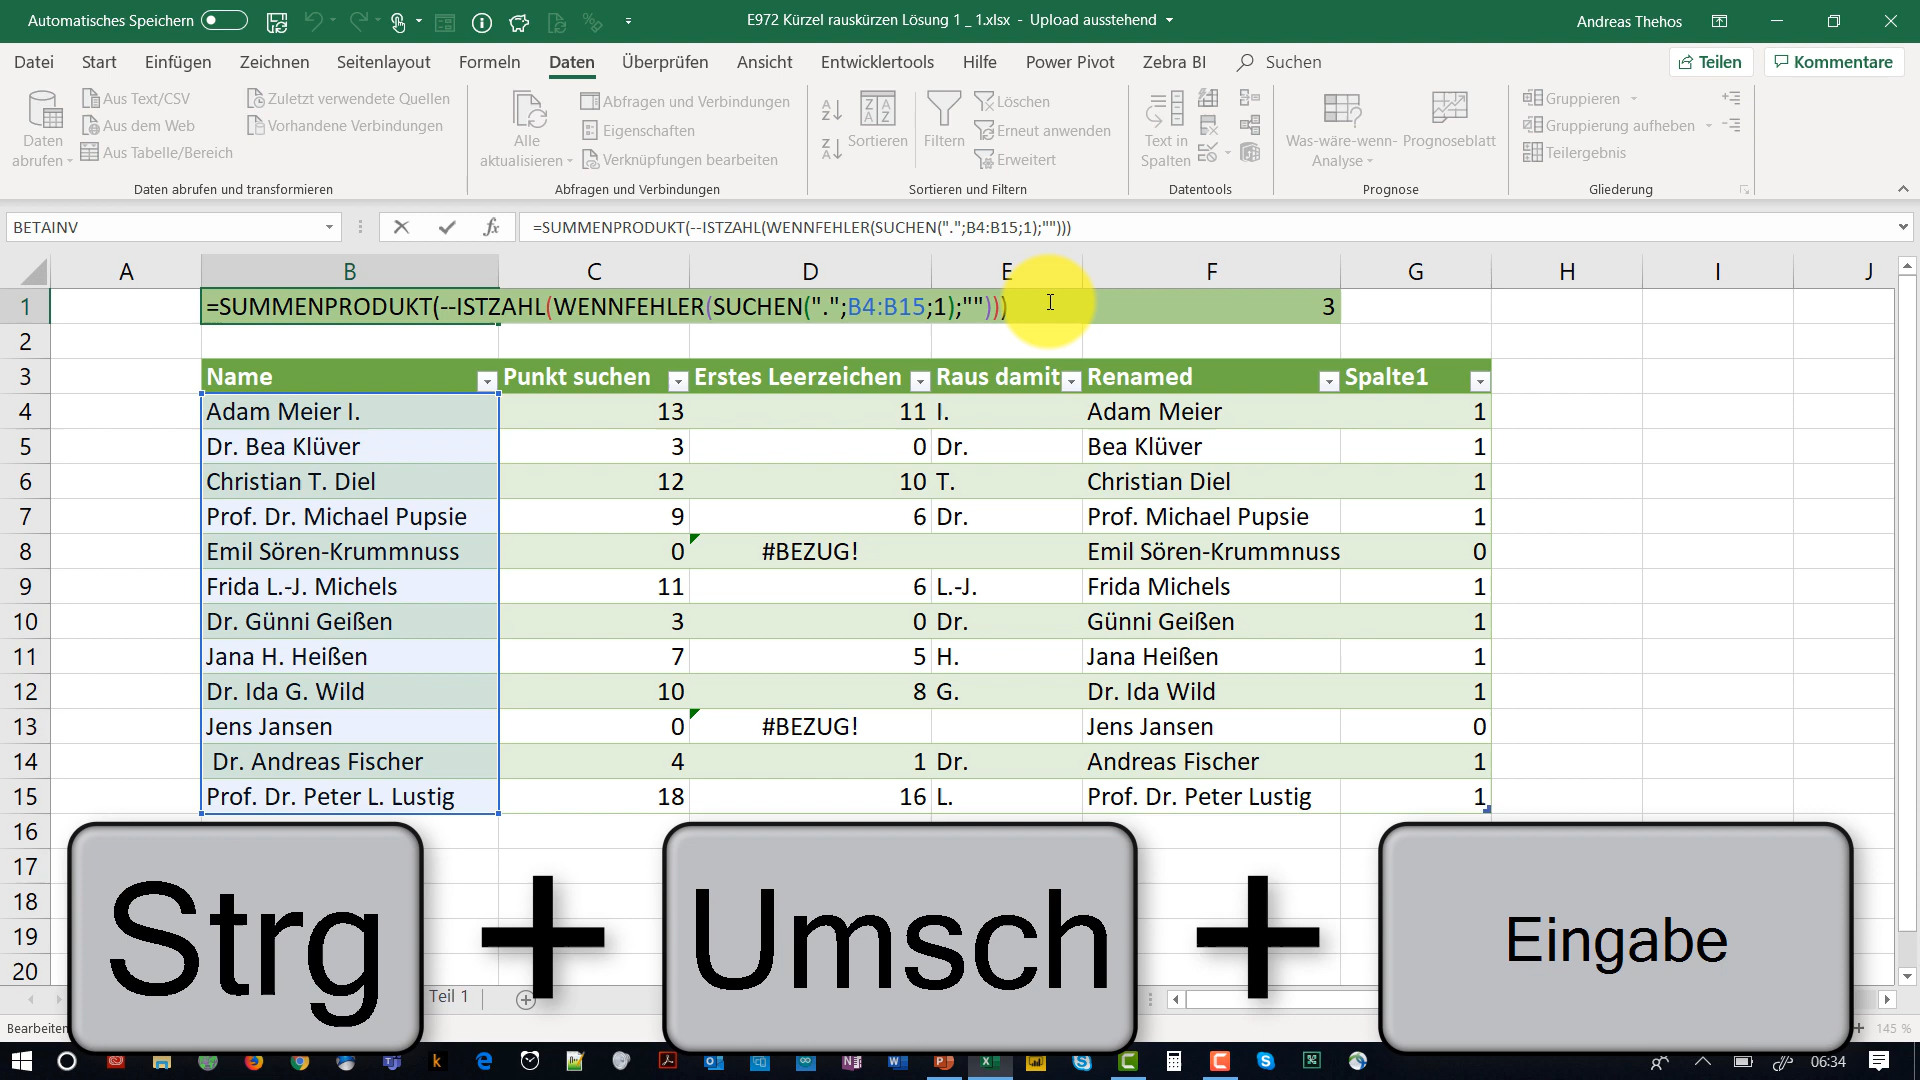 Automatisches Speichern
E972 Kürzel rauskürzen Lösung 1 _ 1.xlsx - Upload ausstehend
Andreas Thehos
Datei Start Einfügen Zeichnen Seitenlayout Formeln Daten Überprüfen Ansicht Entwicklertools Hilfe Power Pivot Zebra BI Suchen Teilen Kommentare
Daten abrufen
Aus Text/CSV
Aus dem Web
Aus Tabelle/Bereich
Zuletzt verwendete Quellen
Vorhandene Verbindungen
Daten abrufen und transformieren
Alle aktualisieren
Abfragen und Verbindungen
Eigenschaften
Verknüpfungen bearbeiten
Abfragen und Verbindungen
Sortieren
Filtern
Löschen
Erneut anwenden
Erweitert
Sortieren und Filtern
Text in Spalten
Datentools
Was-wäre-wenn-Analyse
Prognoseblatt
Prognose
Gruppieren
Gruppierung aufheben
Teilergebnis
Gliederung
BETAINV
=SUMMENPRODUKT(--ISTZAHL(WENNFEHLER(SUCHEN(".";B4:B15;1);"")))
A B C D E F G H I J
1 =SUMMENPRODUKT(--ISTZAHL(WENNFEHLER(SUCHEN(".";B4:B15;1);""))) 3
2
3 Name Punkt suchen Erstes Leerzeichen Raus damit Renamed Spalte1
4 Adam Meier I. 13 11 I. Adam Meier 1
5 Dr. Bea Klüver 3 0 Dr. Bea Klüver 1
6 Christian T. Diel 12 10 T. Christian Diel 1
7 Prof. Dr. Michael Pupsie 9 6 Dr. Prof. Michael Pupsie 1
8 Emil Sören-Krummnuss 0 #BEZUG! Emil Sören-Krummnuss 0
9 Frida L.-J. Michels 11 6 L.-J. Frida Michels 1
10 Dr. Günni Geißen 3 0 Dr. Günni Geißen 1
11 Jana H. Heißen 7 5 H. Jana Heißen 1
12 Dr. Ida G. Wild 10 8 G. Dr. Ida Wild 1
13 Jens Jansen 0 #BEZUG! Jens Jansen 0
14 Dr. Andreas Fischer 4 1 Dr. Andreas Fischer 1
15 Prof. Dr. Peter L. Lustig 18 16 L. Prof. Dr. Peter Lustig 1
16
17
18
19
20
Strg + Umsch + Eingabe
Teil 1
Bearbeiten
145 %
06:34